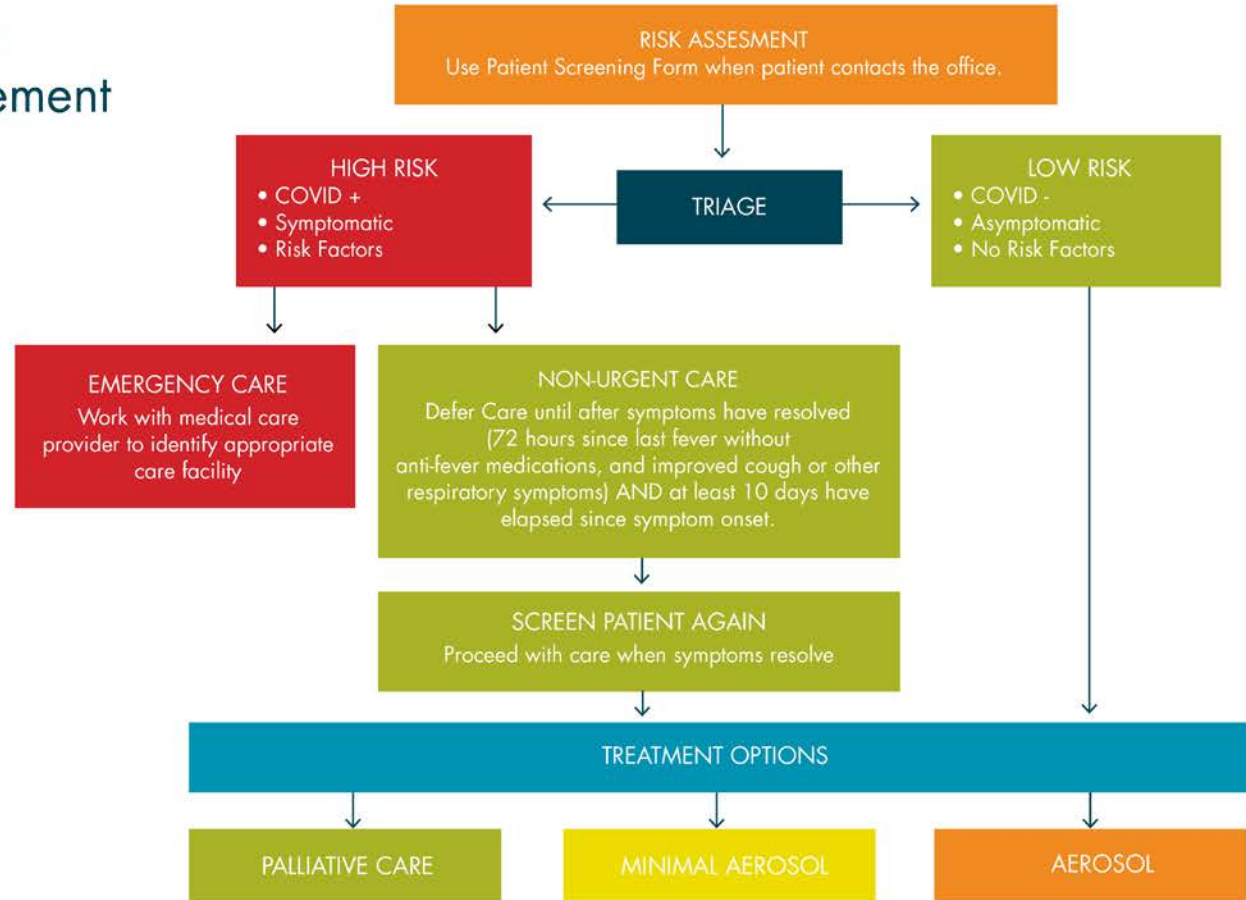 ement
RISK ASSESMENT
Use Patient Screening Form when patient contacts the office.
HIGH RISK
• COVID +
• Symptomatic
• Risk Factors
TRIAGE
LOW RISK
• COVID -
• Asymptomatic
• No Risk Factors
EMERGENCY CARE
Work with medical care
provider to identify appropriate
care facility
NON-URGENT CARE
Defer Care until after symptoms have resolved
(72 hours since last fever without
anti-fever medications, and improved cough or other
respiratory symptoms) AND at least 10 days have
elapsed since symptom onset.
SCREEN PATIENT AGAIN
Proceed with care when symptoms resolve
TREATMENT OPTIONS
PALLIATIVE CARE
MINIMAL AEROSOL
AEROSOL